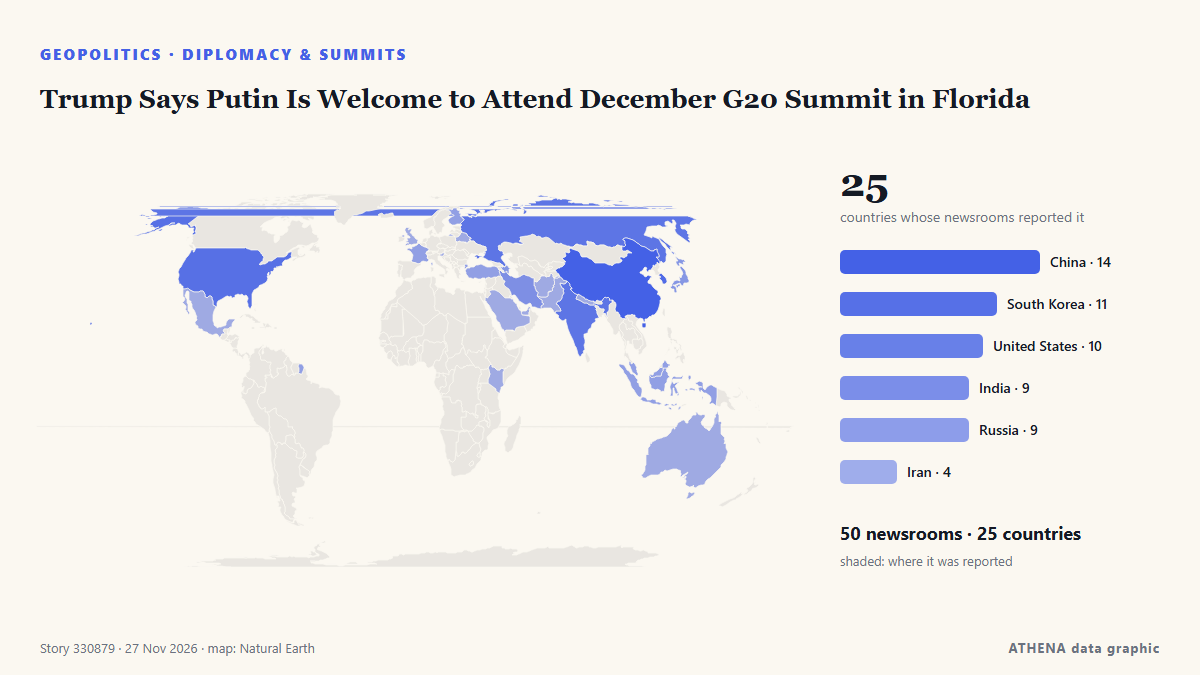 GEOPOLITICS · DIPLOMACY & SUMMITS
Trump Says Putin Is Welcome to Attend December G20 Summit in Florida
25
countries whose newsrooms reported it
China · 14
South Korea · 11
United States · 10
India · 9
Russia · 9
Iran · 4
50 newsrooms · 25 countries
shaded: where it was reported
Story 330879 · 27 Nov 2026 · map: Natural Earth
ATHENA data graphic